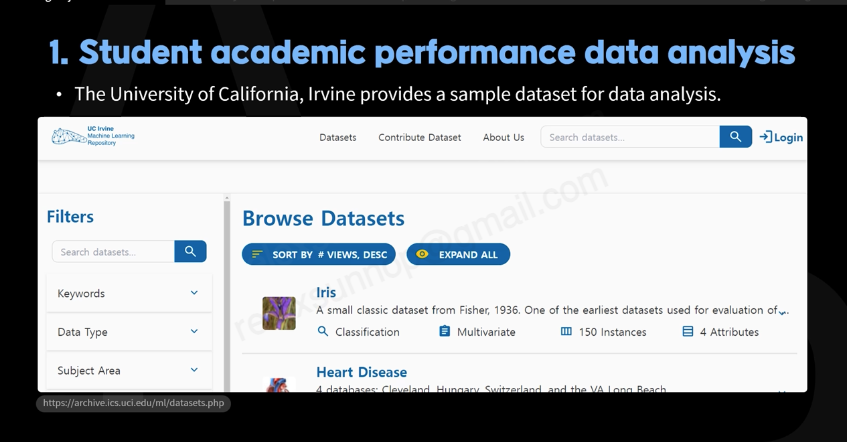 1. Student academic performance data analysis
• The University of California, Irvine provides a sample dataset for data analysis.
UC Irvine
Machine Learning
Repository
Datasets Contribute Dataset About Us Search datasets... Login
Filters
Search datasets...
Keywords
Data Type
Subject Area
Browse Datasets
SORT BY # VIEWS, DESC EXPAND ALL
Iris
A small classic dataset from Fisher, 1936. One of the earliest datasets used for evaluation of...
Classification Multivariate 150 Instances 4 Attributes
Heart Disease
4 databases: Cleveland, Hungary, Switzerland, and the VA Long Beach
https://archive.ics.uci.edu/ml/datasets.php